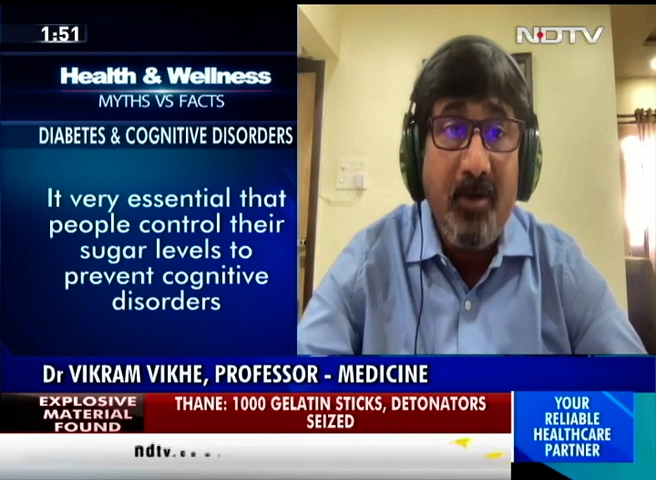 1:51
NDTV
Health & Wellness
MYTHS VS FACTS
DIABETES & COGNITIVE DISORDERS
It very essential that
people control their
sugar levels to
prevent cognitive
disorders
Dr VIKRAM VIKHE, PROFESSOR - MEDICINE
EXPLOSIVE
MATERIAL
FOUND
THANE: 1000 GELATIN STICKS, DETONATORS
SEIZED
YOUR
RELIABLE
HEALTHCARE
PARTNER
ndtv.